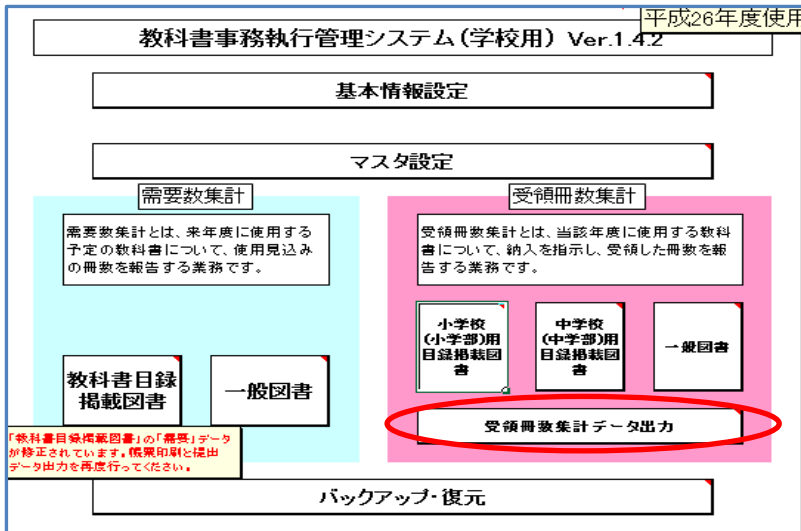 平成26年度使用
教科書事務執行管理システム(学校用) Ver.1.4.2
基本情報設定
マスタ設定
需要数集計
需要数集計とは、来年度に使用する
予定の教科書について、使用見込み
の冊数を報告する業務です。
教科書目録
掲載図書
一般図書
「教科書目録掲載図書」の「需要」データ
が修正されています。帳票印刷と提出
データ出力を再度行ってください。
受領冊数集計
受領冊数集計とは、当該年度に使用する教科
書について、納入を指示し、受領した冊数を報
告する業務です。
小学校
(小学部)用
目録掲載図
書
中学校
(中学部)用
目録掲載図
書
一般図書
受領冊数集計データ出力
バックアップ・復元